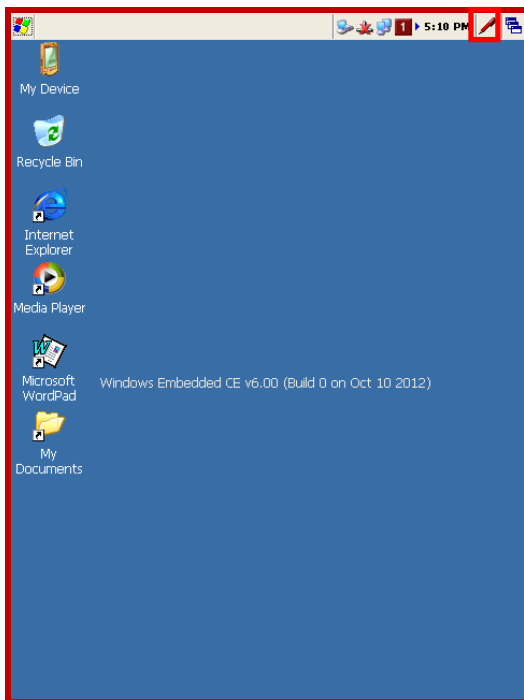 1 5:10 PM
My Device
Recycle Bin
Internet
Explorer
Media Player
Microsoft
WordPad
Windows Embedded CE v6.00 (Build 0 on Oct 10 2012)
My
Documents